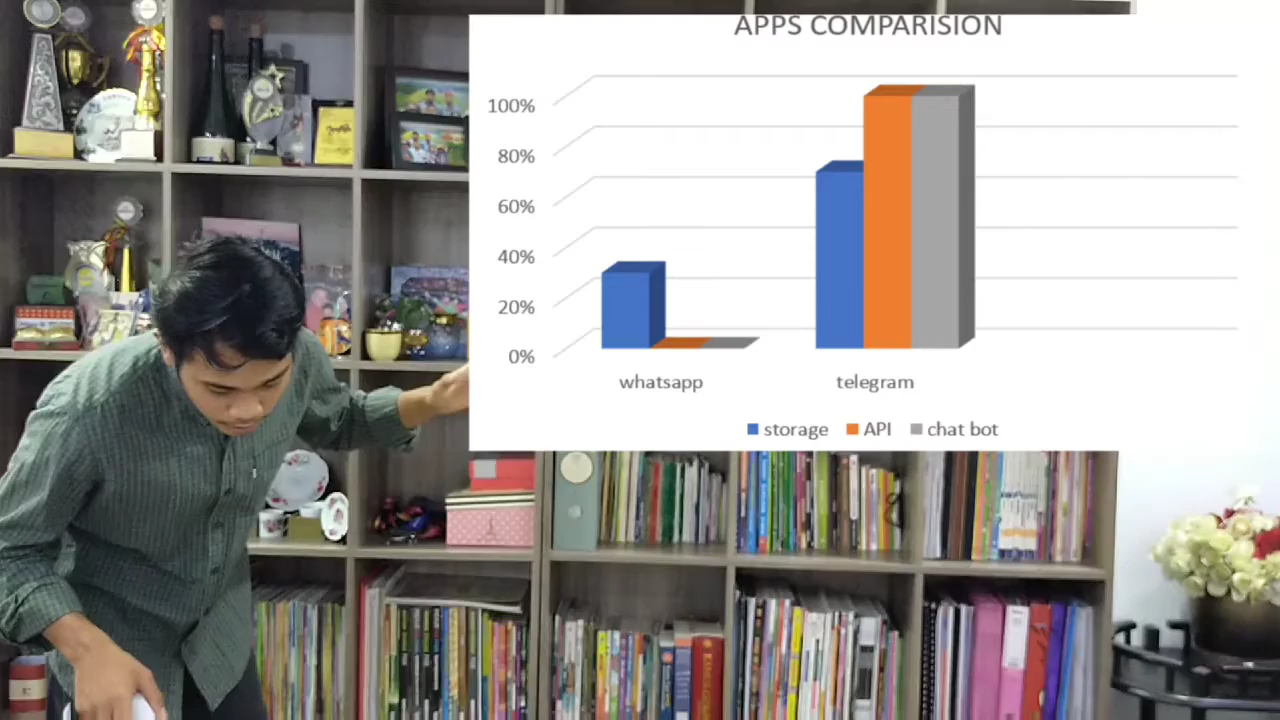 APPS COMPARISION
100%
80%
60%
40%
20%
0%
whatsapp telegram
storage API chat bot